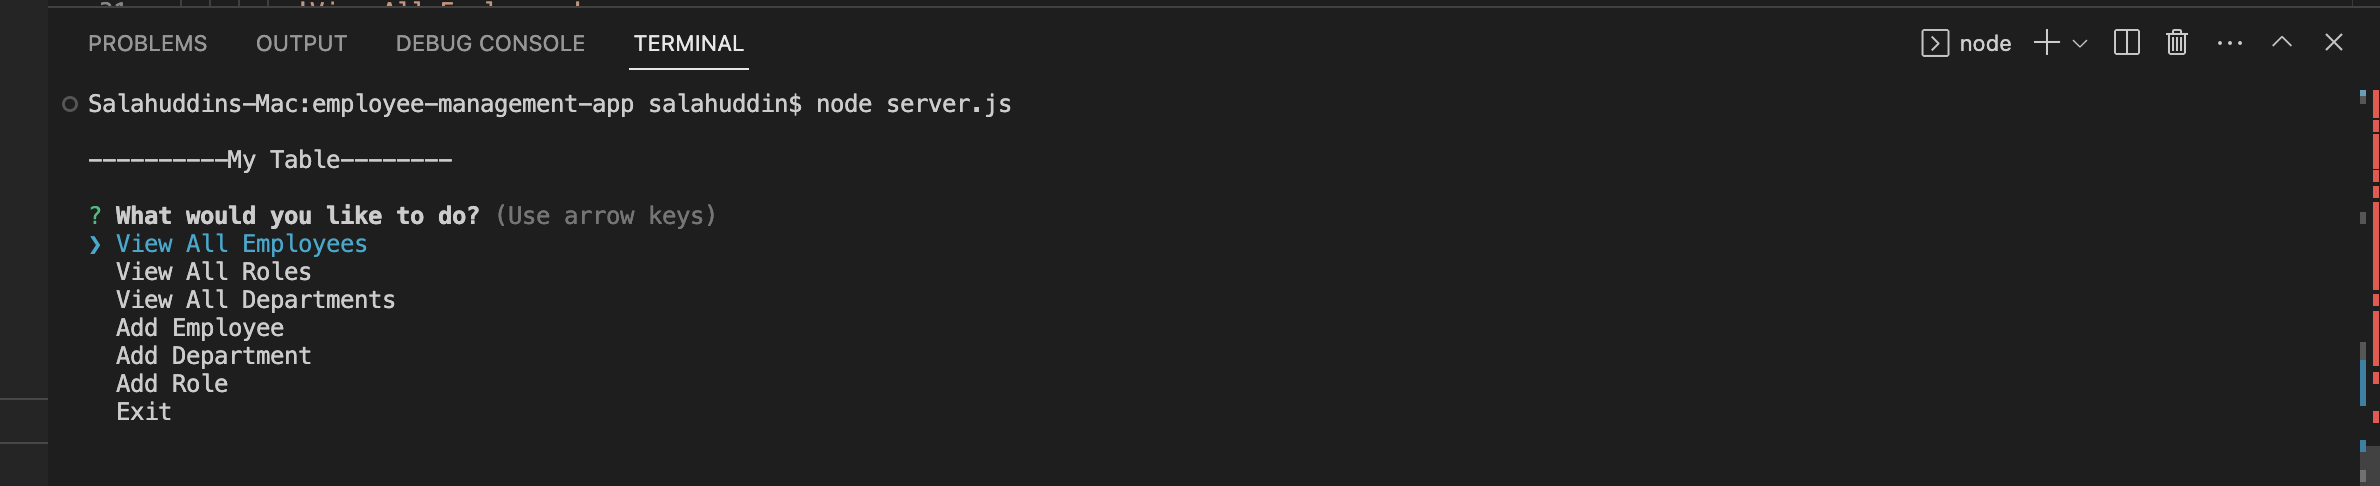 PROBLEMS OUTPUT DEBUG CONSOLE TERMINAL node
Salahuddins-Mac:employee-management-app salahuddin$ node server.js
----------My Table--------
? What would you like to do? (Use arrow keys)
❯ View All Employees
View All Roles
View All Departments
Add Employee
Add Department
Add Role
Exit